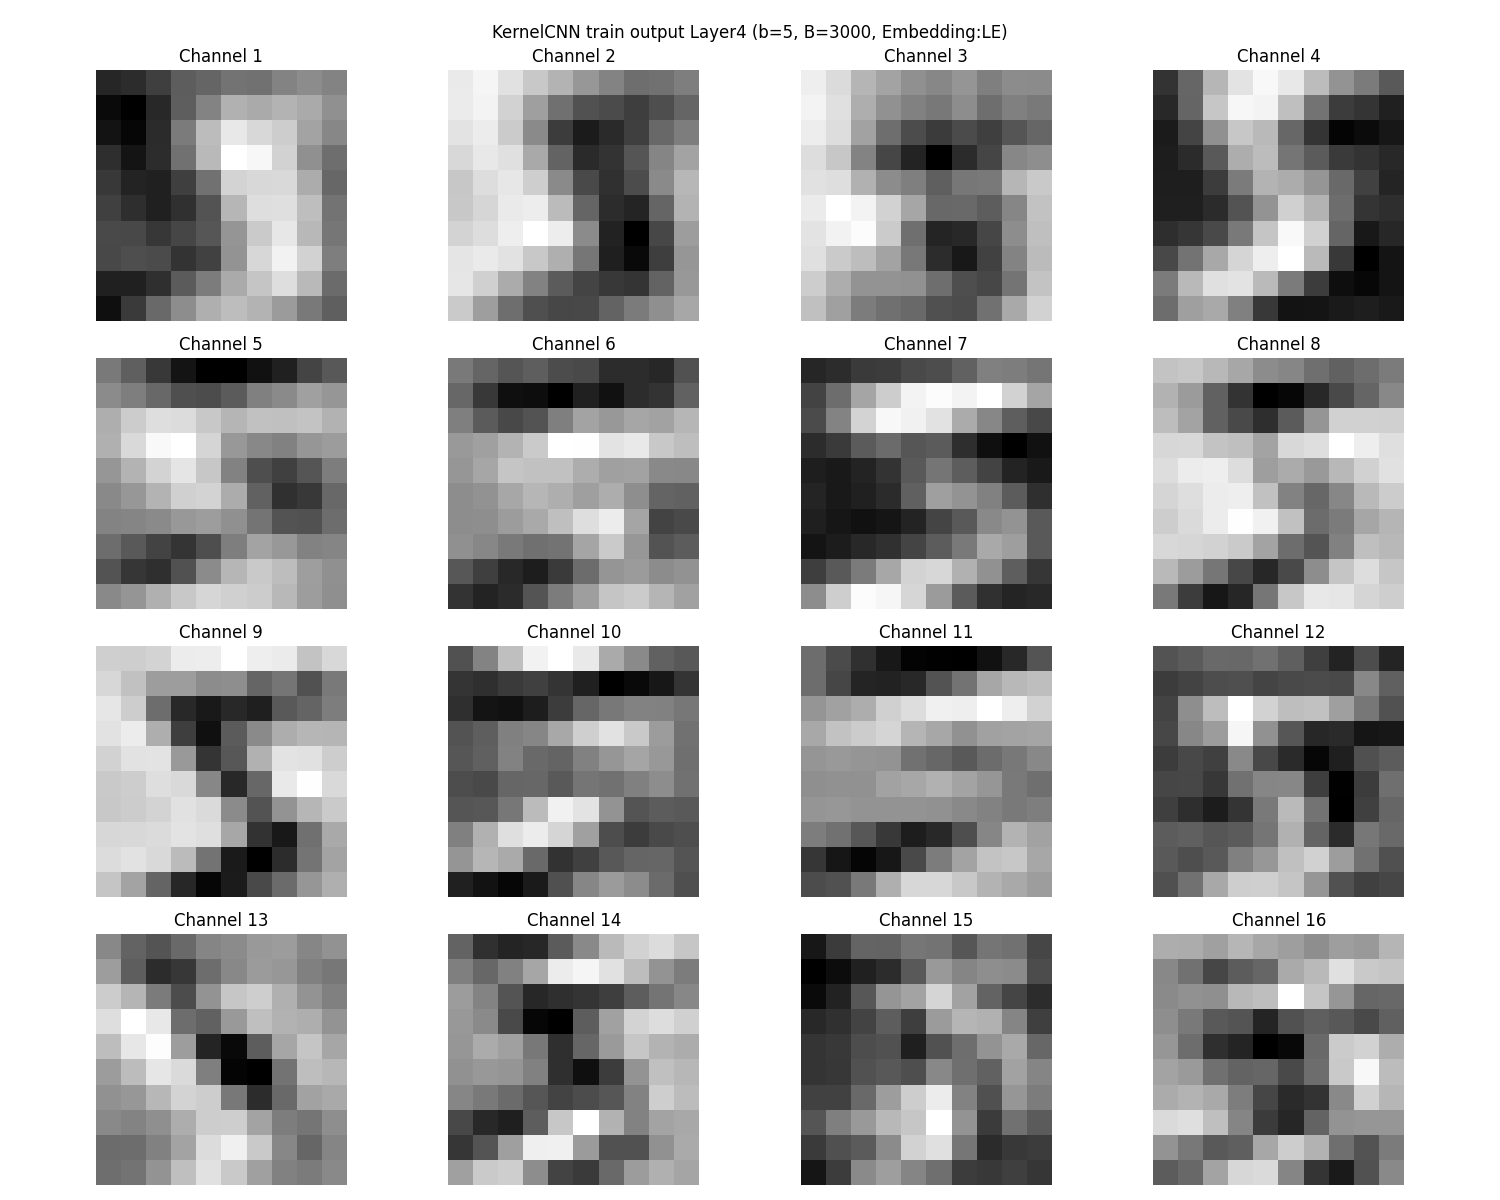 KernelCNN train output Layer4 (b=5, B=3000, Embedding:LE)
Channel 1
Channel 2
Channel 3
Channel 4
Channel 5
Channel 6
Channel 7
Channel 8
Channel 9
Channel 10
Channel 11
Channel 12
Channel 13
Channel 14
Channel 15
Channel 16